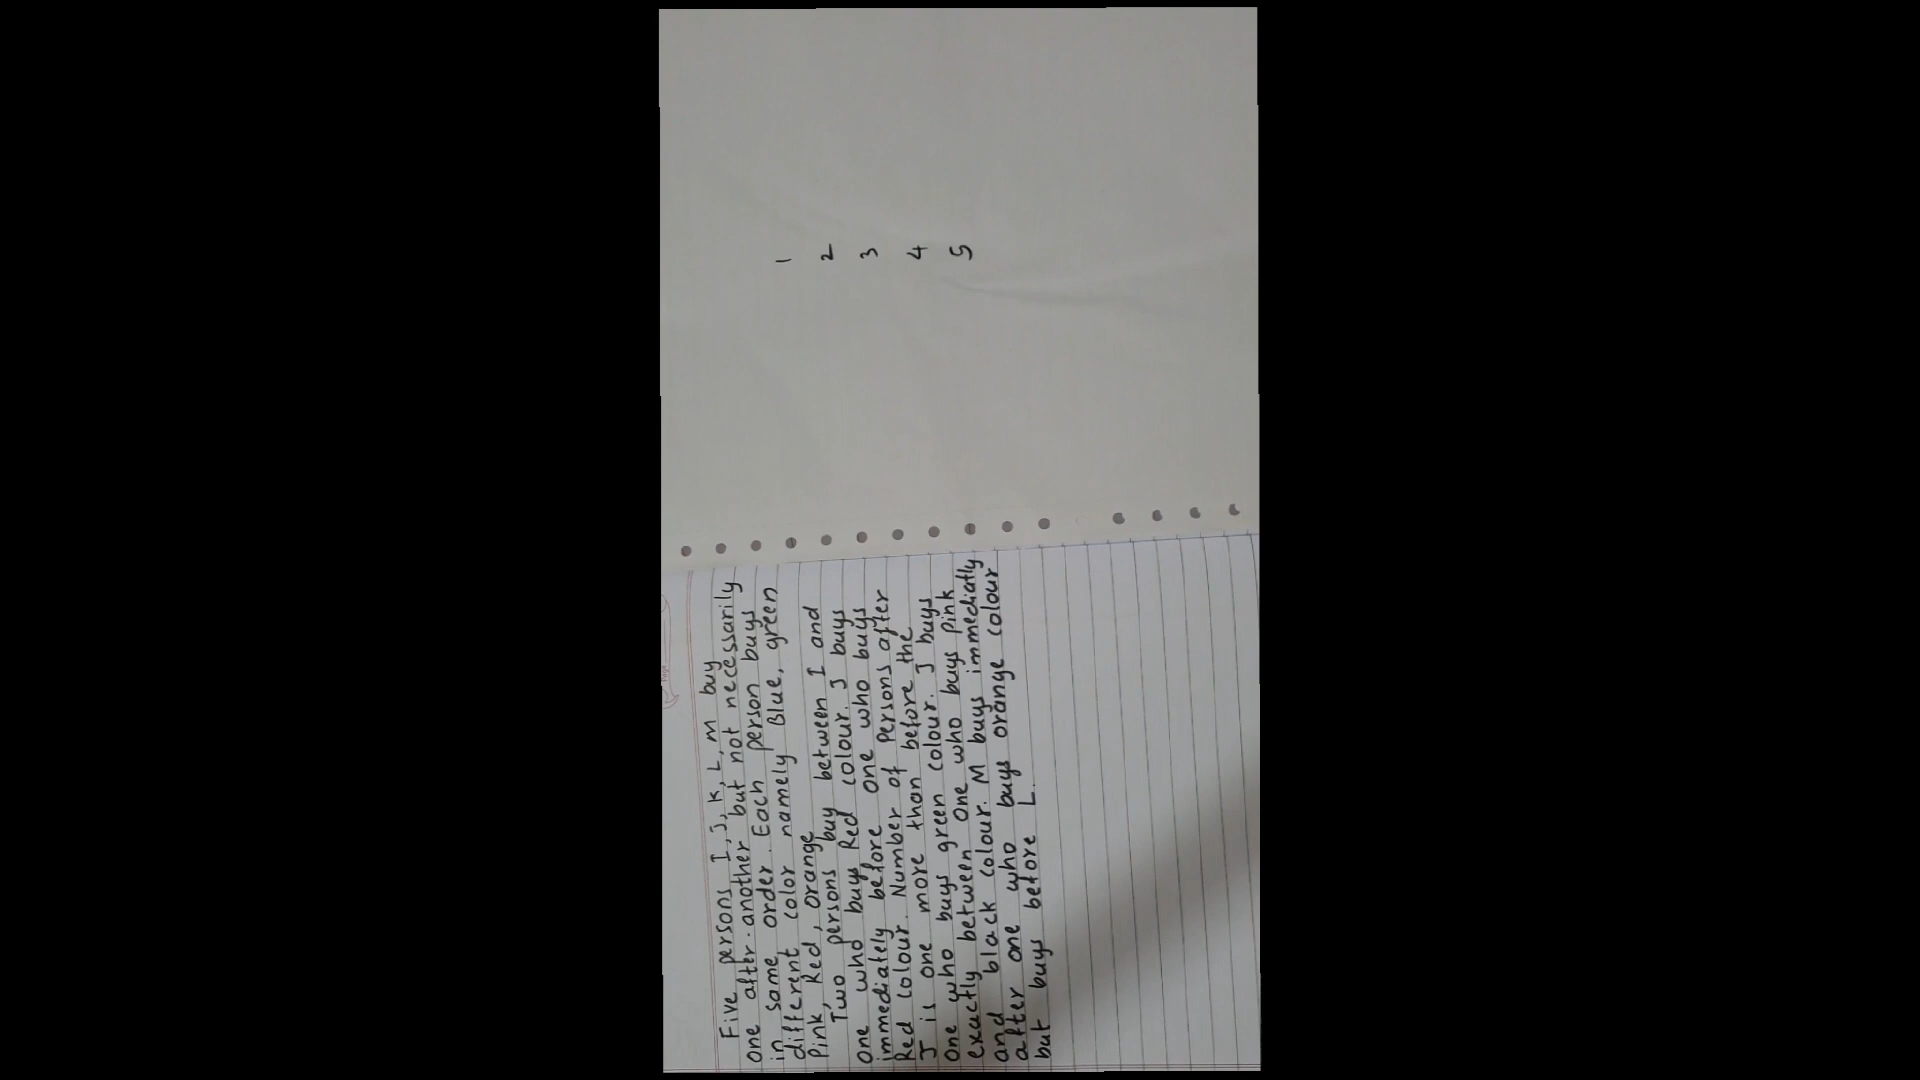 Five persons I, J, K, L, M buy
one after another but not necessarily
in same order. Each person buys
different color namely Blue, green
Pink, Red, orange
Two persons buy between I and
one who buys Red colour. J buys
immediately before one who buys
Red colour. Number of persons after
J is one more than before the
one who buys green colour. J buys
exactly between one who buys pink
and black colour. M buys immediatly
after one who buys orange colour
but buys before L.
1
2
3
4
5